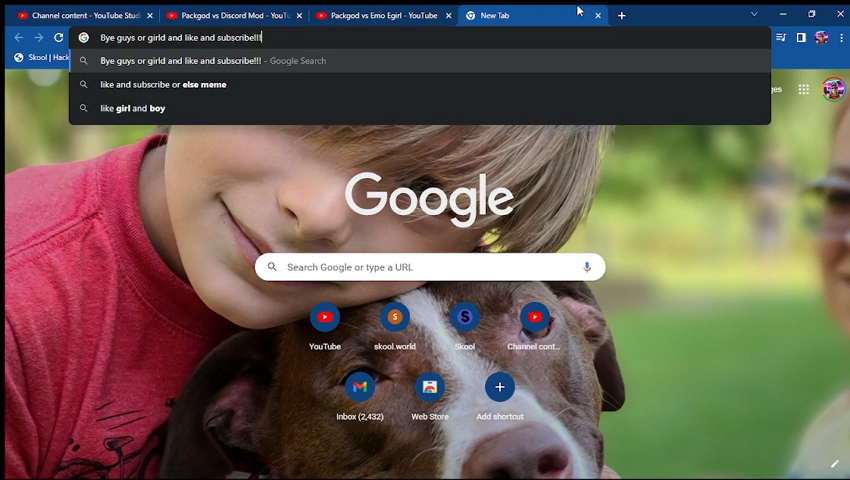 Channel content - YouTube Studi
Packgod vs Discord Mod - YouTu
Packgod vs Emo Egirl - YouTube
New Tab
Bye guys or girld and like and subscribe!!!
Skool | Hack
Bye guys or girld and like and subscribe!!! - Google Search
like and subscribe or else meme
like girl and boy
ges
Google
Search Google or type a URL
S
S
YouTube
skool.world
Skool
Channel cont...
Inbox (2,432)
Web Store
Add shortcut